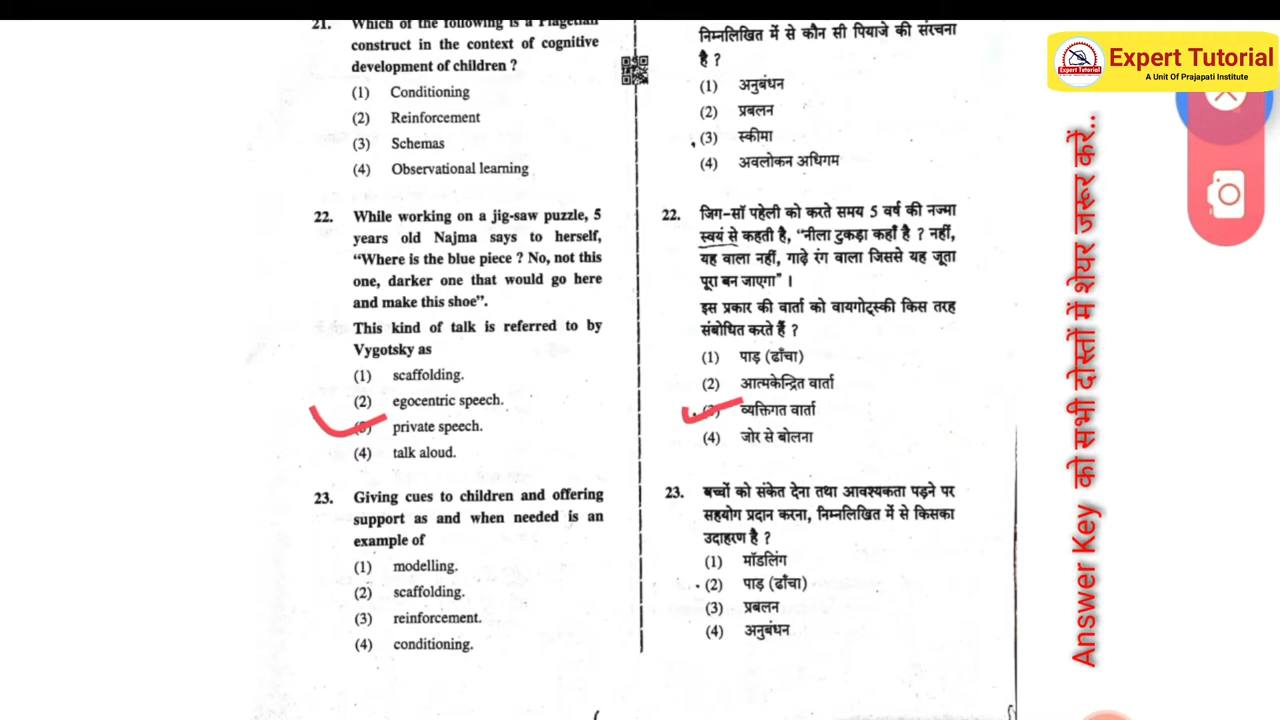 21. Which of the following is a Piagetian
construct in the context of cognitive
development of children ?
(1) Conditioning
(2) Reinforcement
(3) Schemas
(4) Observational learning
22. While working on a jig-saw puzzle, 5
years old Najma says to herself,
“Where is the blue piece ? No, not this
one, darker one that would go here
and make this shoe”.
This kind of talk is referred to by
Vygotsky as
(1) scaffolding.
(2) egocentric speech.
(3) private speech.
(4) talk aloud.
23. Giving cues to children and offering
support as and when needed is an
example of
(1) modelling.
(2) scaffolding.
(3) reinforcement.
(4) conditioning.
निम्नलिखित में से कौन सी पियाजे की संरचना
है ?
(1) अनुबंधन
(2) प्रबलन
(3) स्कीमा
(4) अवलोकन अधिगम
22. जिग-सॉ पहेली को करते समय 5 वर्ष की नज्मा
स्वयं से कहती है, “नीला टुकड़ा कहाँ है ? नहीं,
यह वाला नहीं, गाढ़े रंग वाला जिससे यह जूता
पूरा बन जाएगा” ।
इस प्रकार की वार्ता को वायगोट्स्की किस तरह
संबोधित करते हैं ?
(1) पाड़ (ढाँचा)
(2) आत्मकेन्द्रित वार्ता
(3) व्यक्तिगत वार्ता
(4) जोर से बोलना
23. बच्चों को संकेत देना तथा आवश्यकता पड़ने पर
सहयोग प्रदान करना, निम्नलिखित में से किसका
उदाहरण है ?
(1) मॉडलिंग
(2) पाड़ (ढाँचा)
(3) प्रबलन
(4) अनुबंधन
Expert Tutorial
A Unit Of Prajapati Institute
Expert Tutorial
Answer Key को सभी दोस्तों में शेयर जरूर करें..